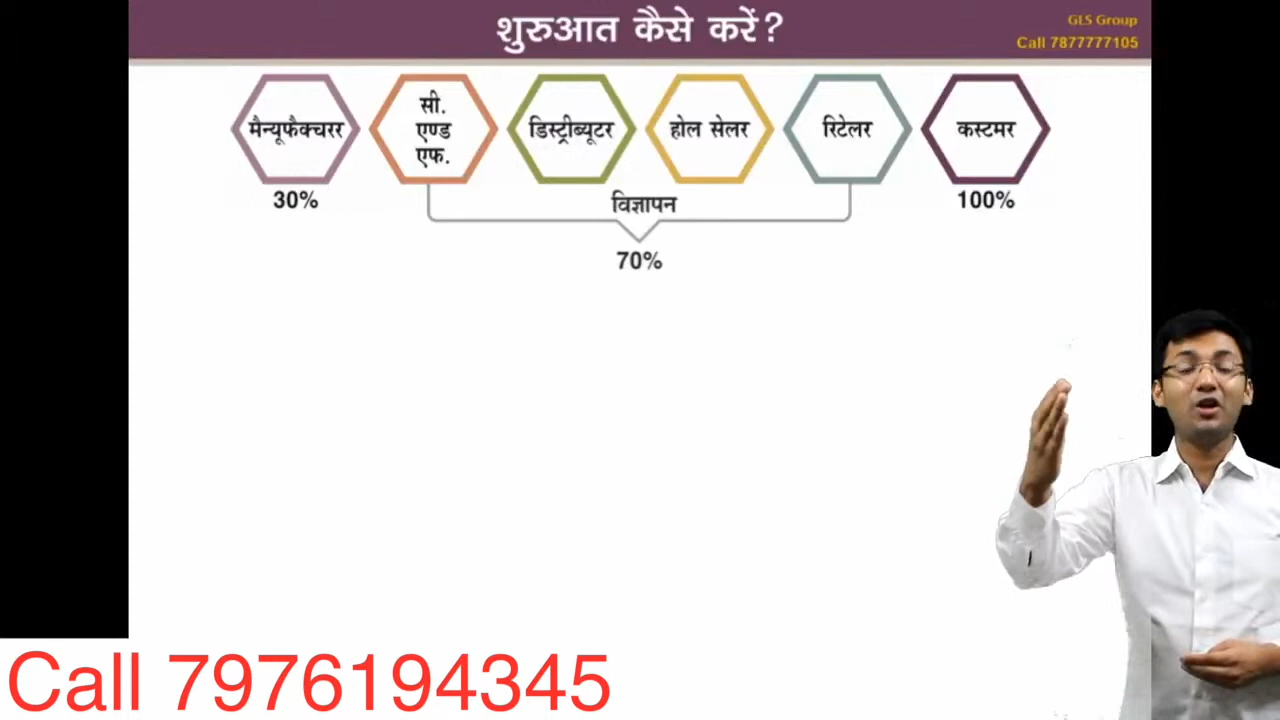 शुरुआत कैसे करें?
GLS Group
Call 7877777105
मैन्यूफैक्चरर
सी.
एण्ड
एफ.
डिस्ट्रीब्यूटर
होल सेलर
रिटेलर
कस्टमर
30%
विज्ञापन
100%
70%
Call 7976194345